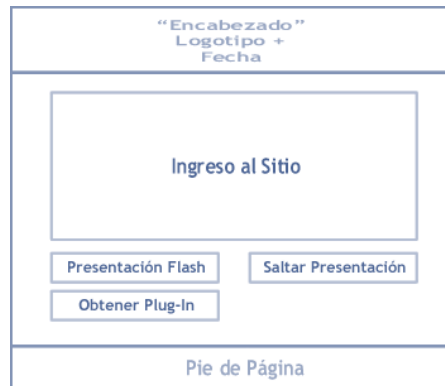 “Encabezado”
Logotipo +
Fecha
Ingreso al Sitio
Presentación Flash
Saltar Presentación
Obtener Plug-In
Pie de Página